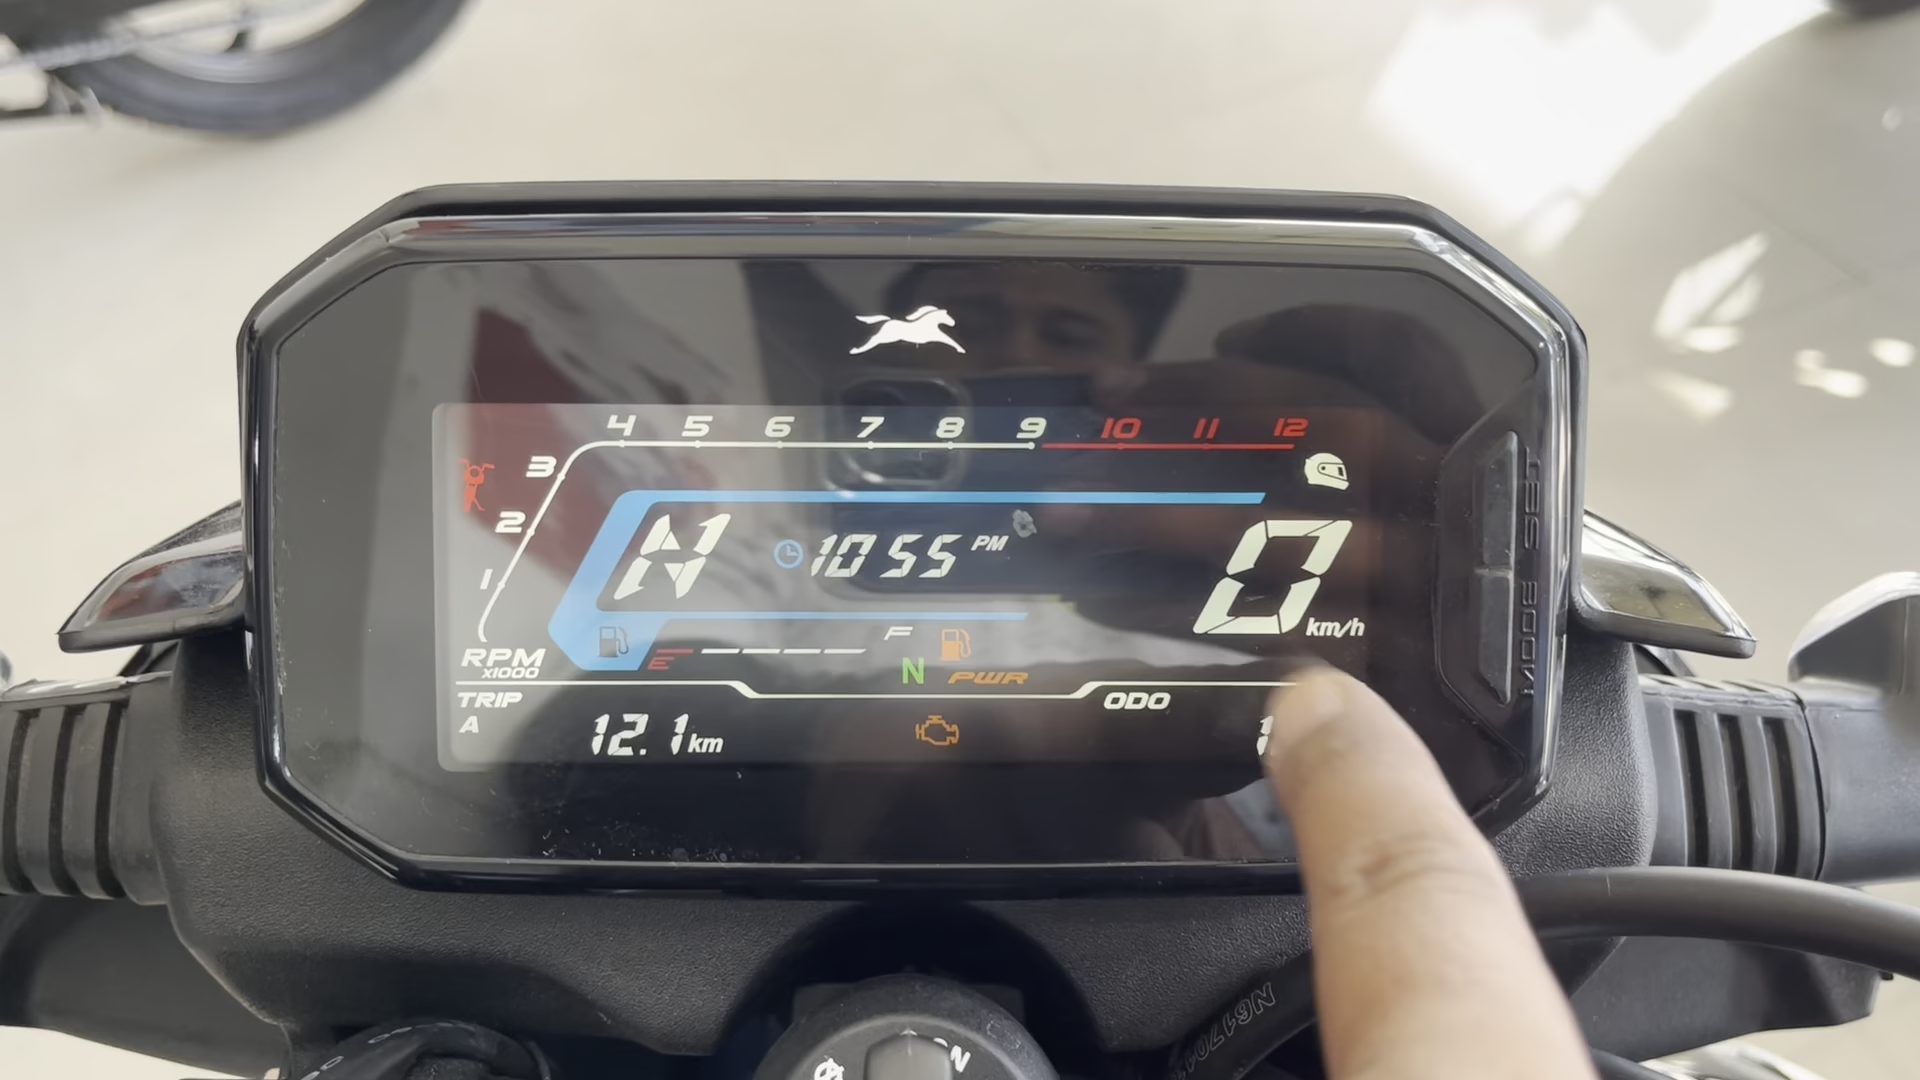 4 5 6 7 8 9 10 11 12
3
2
1
N
10 55 PM
0
km/h
RPM
x1000
E
F
N PWR
TRIP
A
12.1 km
ODO
MODE SET
N